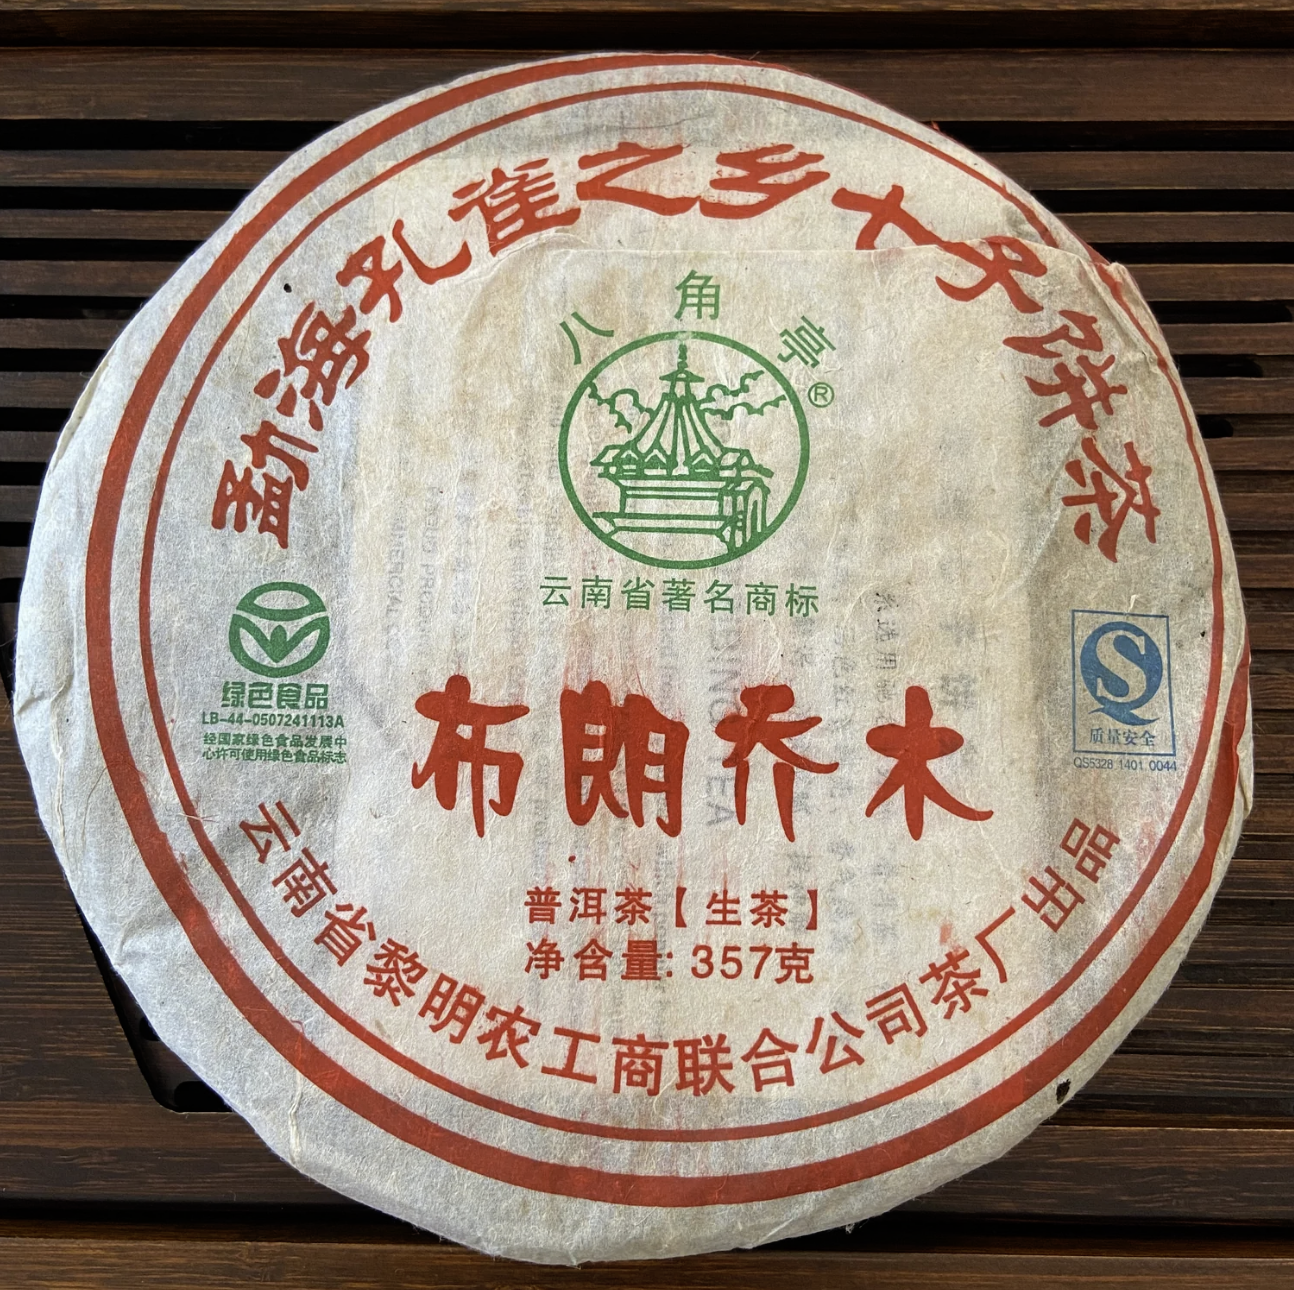 勐海孔雀之乡七子饼茶
八角亭
®
云南省著名商标
绿色食品
LB-44-0507241113A
经国家绿色食品发展中
心许可使用绿色食品标志
质量安全
QS5328 1401 0044
布朗乔木
普洱茶【生茶】
净含量:357克
云南省黎明农工商联合公司茶厂出品